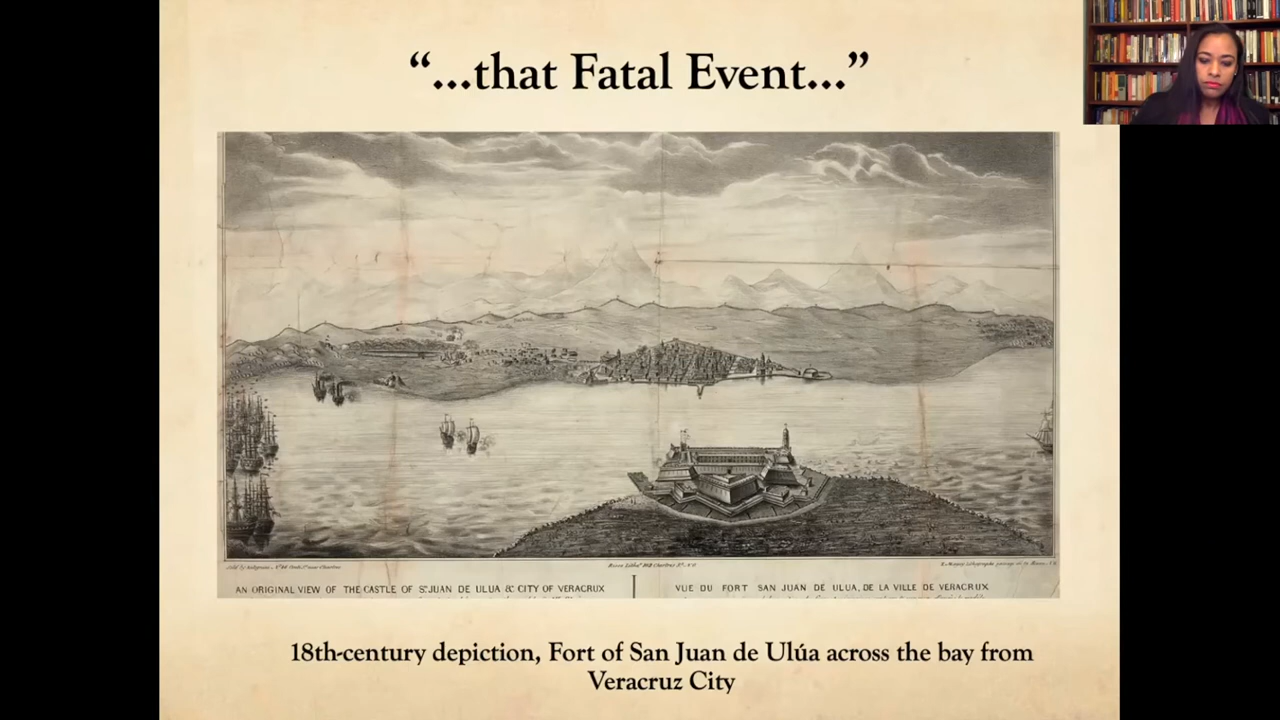 “...that Fatal Event...”
AN ORIGINAL VIEW OF THE CASTLE OF St. JUAN DE ULUA & CITY OF VERACRUX
VUE DU FORT SAN JUAN DE ULUA, DE LA VILLE DE VERACRUX
18th-century depiction, Fort of San Juan de Ulúa across the bay from
Veracruz City